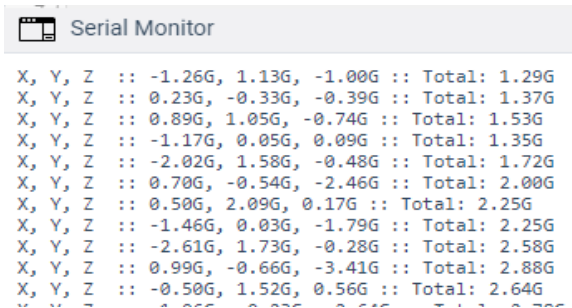 Serial Monitor
X, Y, Z :: -1.26G, 1.13G, -1.00G :: Total: 1.29G
X, Y, Z :: 0.23G, -0.33G, -0.39G :: Total: 1.37G
X, Y, Z :: 0.89G, 1.05G, -0.74G :: Total: 1.53G
X, Y, Z :: -1.17G, 0.05G, 0.09G :: Total: 1.35G
X, Y, Z :: -2.02G, 1.58G, -0.48G :: Total: 1.72G
X, Y, Z :: 0.70G, -0.54G, -2.46G :: Total: 2.00G
X, Y, Z :: 0.50G, 2.09G, 0.17G :: Total: 2.25G
X, Y, Z :: -1.46G, 0.03G, -1.79G :: Total: 2.25G
X, Y, Z :: -2.61G, 1.73G, -0.28G :: Total: 2.58G
X, Y, Z :: 0.99G, -0.66G, -3.41G :: Total: 2.88G
X, Y, Z :: -0.50G, 1.52G, 0.56G :: Total: 2.64G